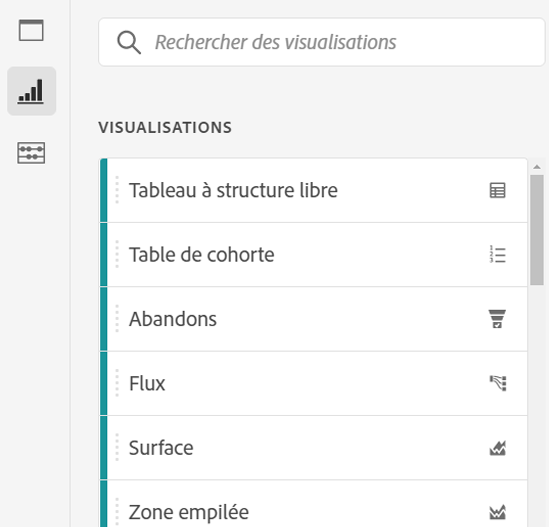 Rechercher des visualisations
VISUALISATIONS
Tableau à structure libre
Table de cohorte
Abandons
Flux
Surface
Zone empilée